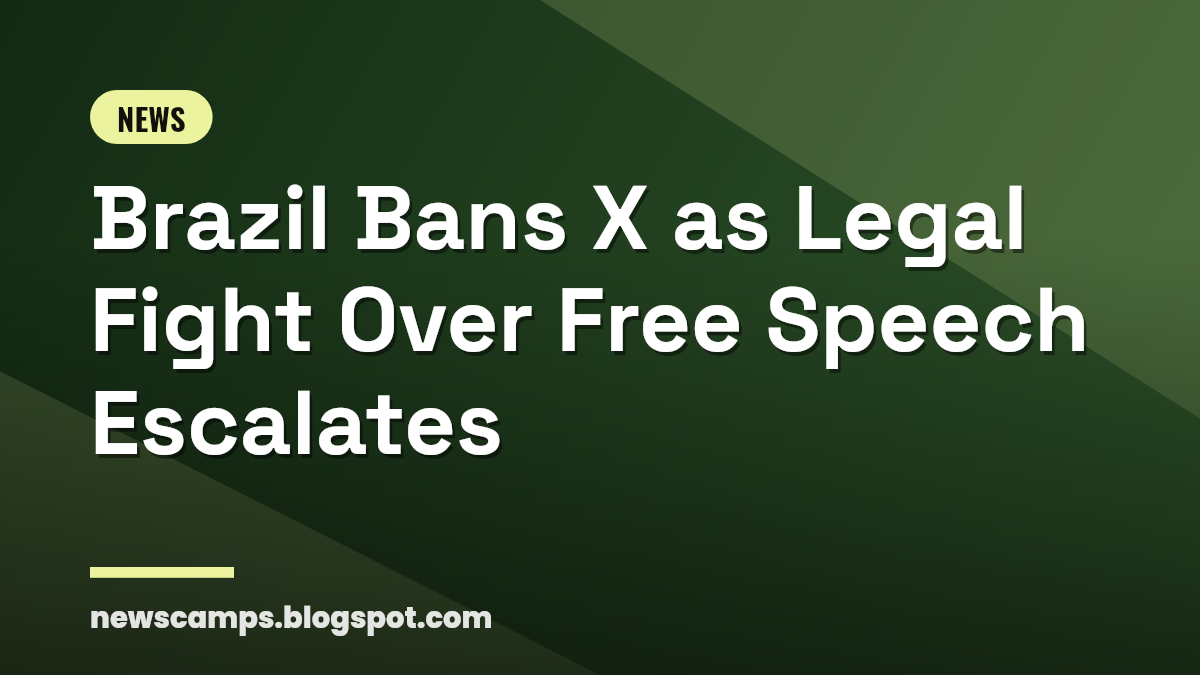 NEWS
Brazil Bans X as Legal
Fight Over Free Speech
Escalates
newscamps.blogspot.com